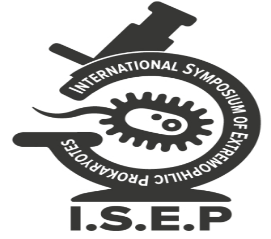 INTERNATIONAL SYMPOSIUM OF EXTREMOPHILIC PROKARYOTES
I.S.E.P